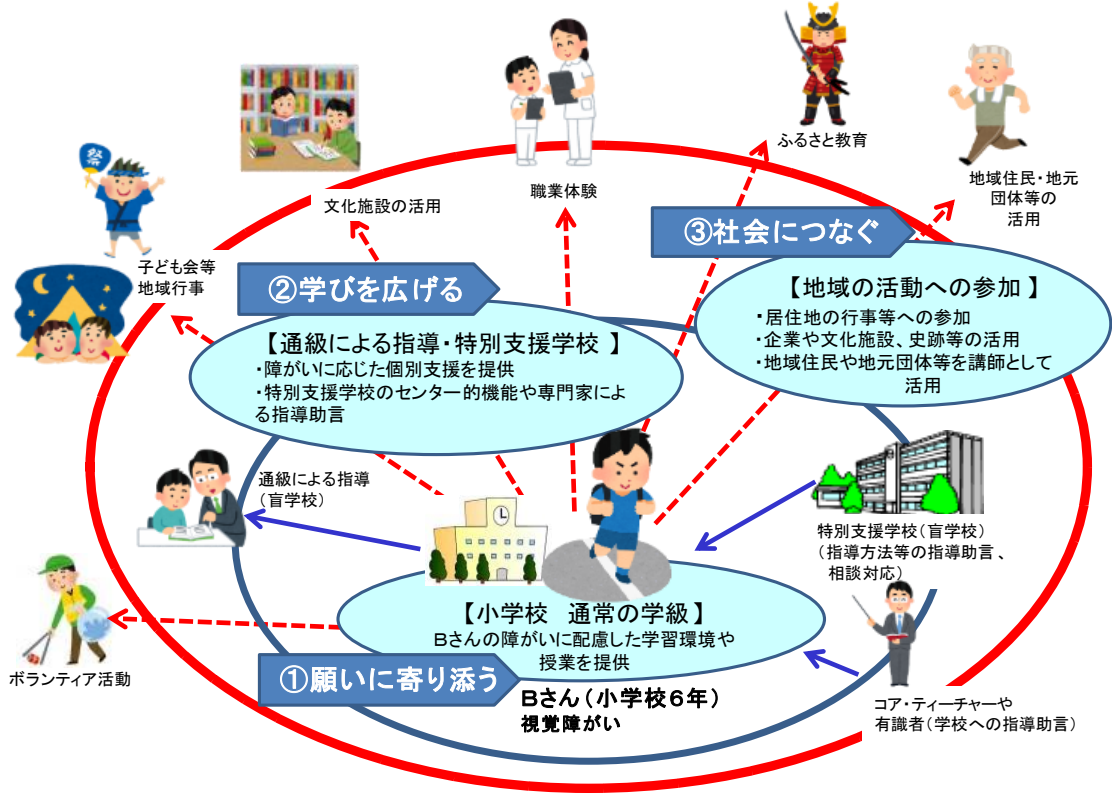 祭
ふるさと教育
職業体験
地域住民・地元
団体等の
活用
文化施設の活用
③社会につなぐ
子ども会等
地域行事
②学びを広げる
【地域の活動への参加】
・居住地の行事等への参加
・企業や文化施設、史跡等の活用
・地域住民や地元団体等を講師として
活用
【通級による指導・特別支援学校】
・障がいに応じた個別支援を提供
・特別支援学校のセンター的機能や専門家によ
る指導助言
通級による指導
（盲学校）
特別支援学校（盲学校）
（指導方法等の指導助言、
相談対応）
【小学校　通常の学級】
Ｂさんの障がいに配慮した学習環境や
授業を提供
①願いに寄り添う
Ｂさん（小学校６年）
視覚障がい
ボランティア活動
コア・ティーチャーや
有識者（学校への指導助言）